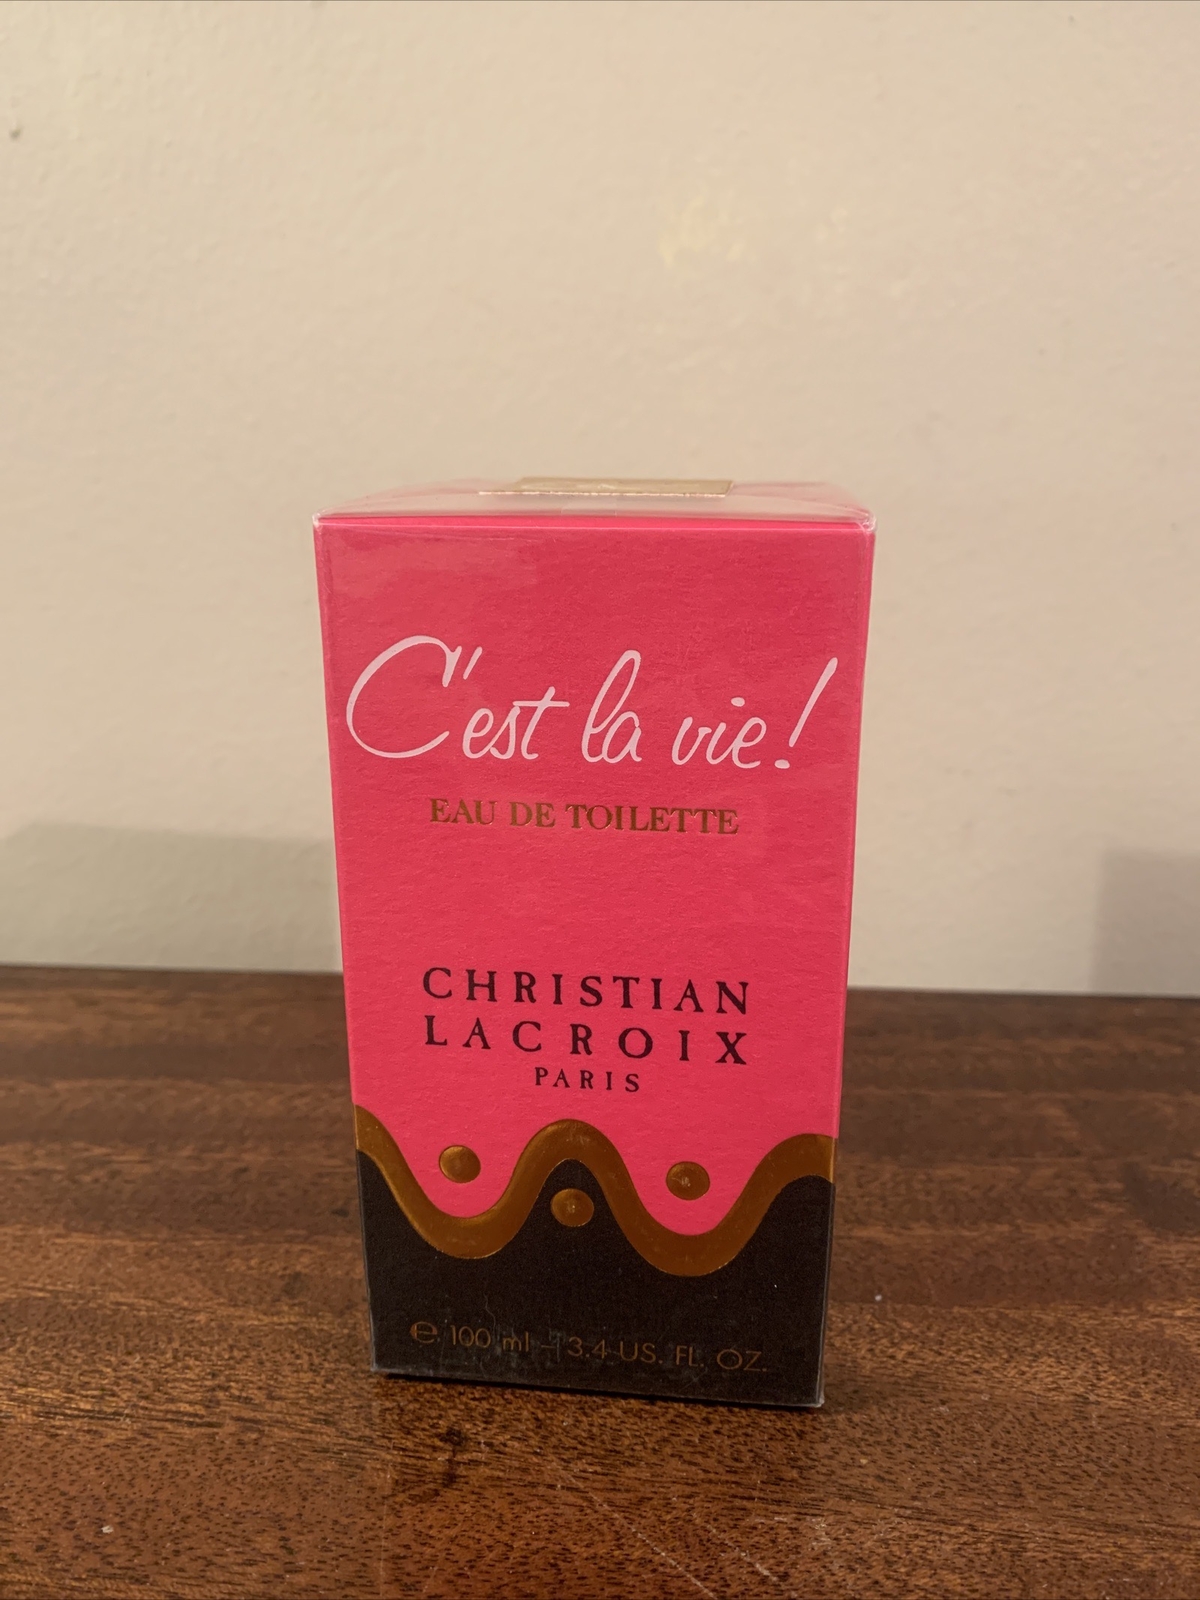 C'est la vie!
EAU DE TOILETTE
CHRISTIAN
LACROIX
PARIS
℮ 100 ml - 3.4 US. FL. OZ.